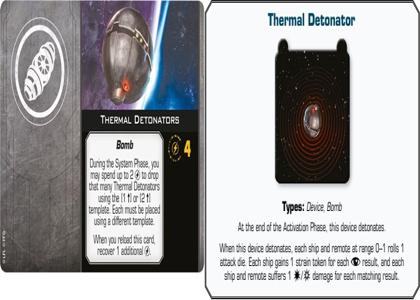 THERMAL DETONATORS
Bomb
4
During the System Phase, you
may spend up to 2 to drop
that many Thermal Detonators
using the [1 ] or [2 ]
template. Each must be placed
using a different template.
When you reload this card,
recover 1 additional .
Thermal Detonator
Types: Device, Bomb
At the end of the Activation Phase, this device detonates.
When this device detonates, each ship and remote at range 0–1 rolls 1
attack die. Each ship gains 1 strain token for each result, and each
ship and remote suffers 1 / damage for each matching result.